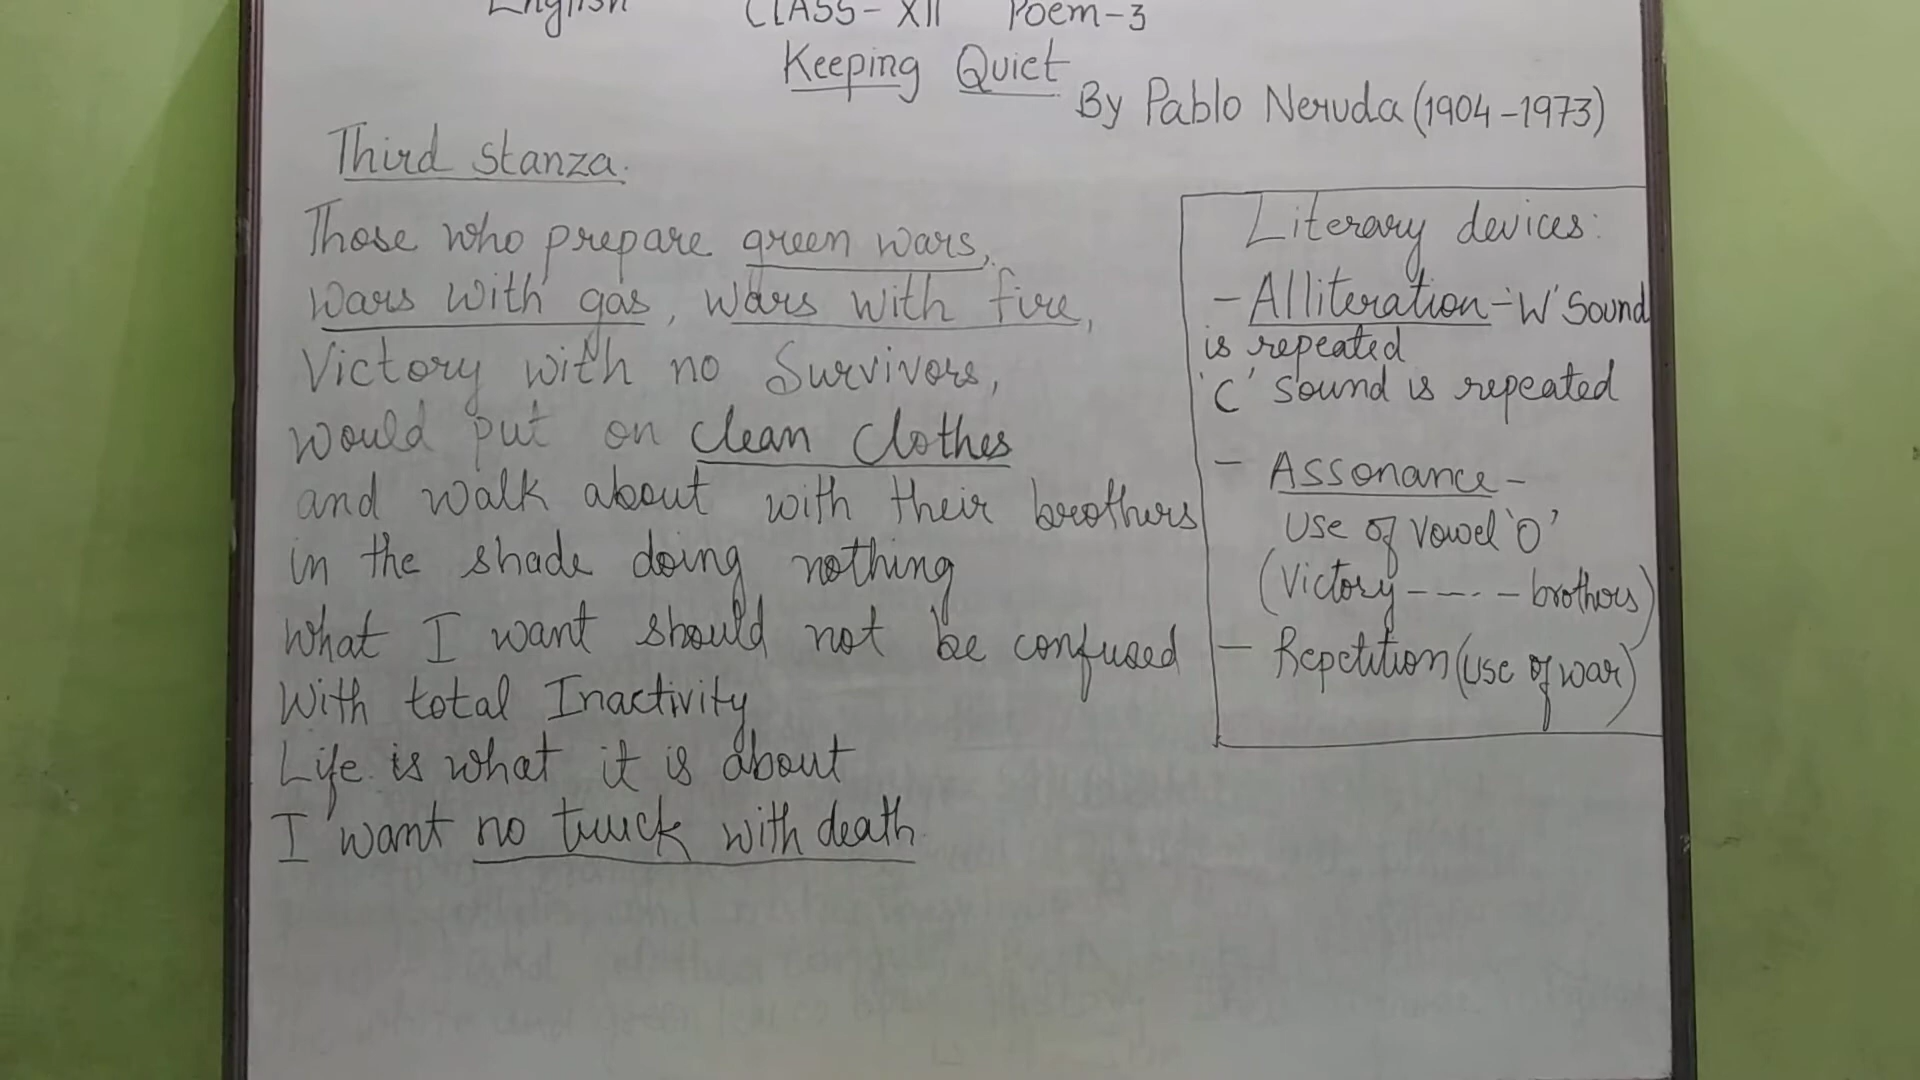 English CLASS- XII Poem-3
Keeping Quiet
By Pablo Neruda (1904-1973)
Third Stanza.
Those who prepare green wars,
wars with gas, wars with fire,
Victory with no Survivors,
would put on clean clothes
and walk about with their brothers
in the shade doing nothing
What I want should not be confused
With total Inactivity
Life is what it is about
I want no truck with death.
Literary devices:
- Alliteration - 'W' Sound
is repeated
'C' Sound is repeated
- Assonance -
Use of Vowel 'O'
(Victory ---- brothers)
- Repetition (use of war)